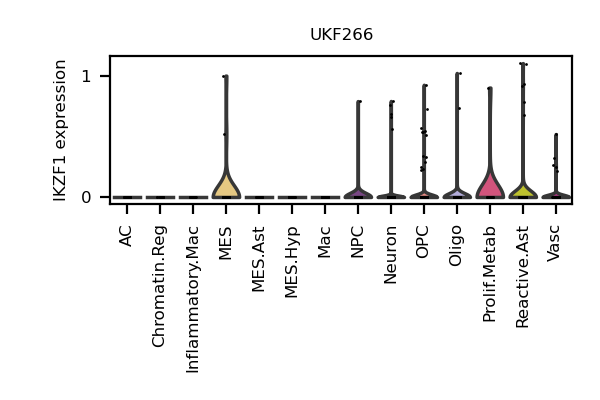 UKF266
IKZF1 expression
1
0
AC
Chromatin.Reg
Inflammatory.Mac
MES
MES.Ast
MES.Hyp
Mac
NPC
Neuron
OPC
Oligo
Prolif.Metab
Reactive.Ast
Vasc